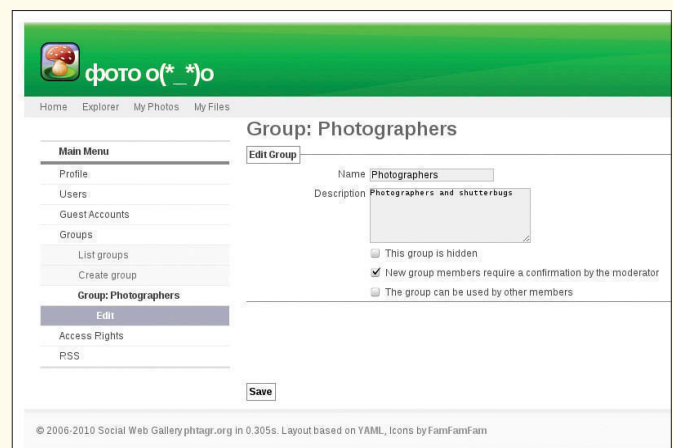 фото o(*_*)o
Home Explorer My Photos My Files
Group: Photographers
Main Menu
Profile
Users
Guest Accounts
Groups
List groups
Create group
Group: Photographers
Edit
Access Rights
RSS
Edit Group
Name Photographers
Description Photographers and shutterbugs
This group is hidden
New group members require a confirmation by the moderator
The group can be used by other members
Save
© 2006-2010 Social Web Gallery phtagr.org in 0.305s. Layout based on YAML, Icons by FamFamFam